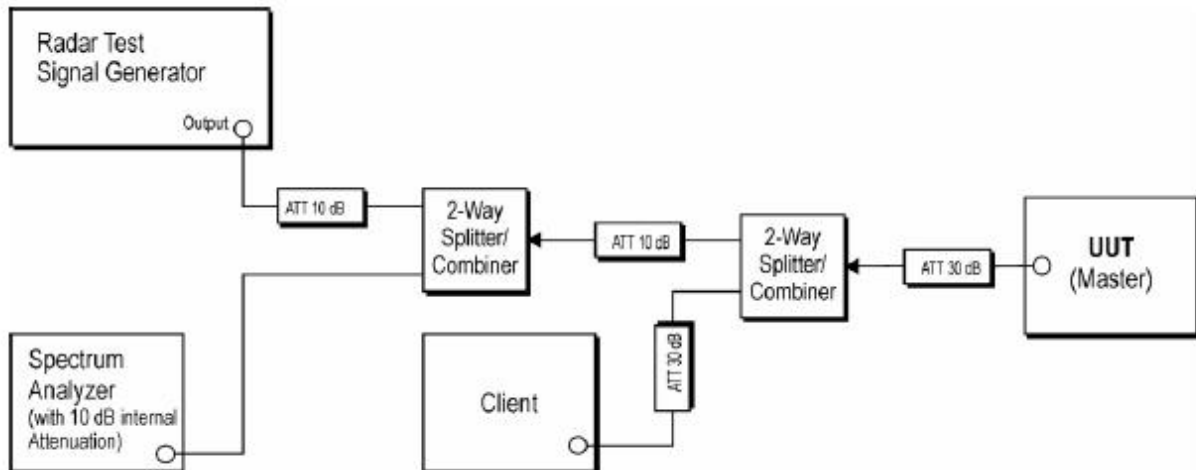 Radar Test
Signal Generator
Output
ATT 10 dB
2-Way
Splitter/
Combiner
ATT 10 dB
2-Way
Splitter/
Combiner
ATT 30 dB
UUT
(Master)
Spectrum
Analyzer
(with 10 dB internal
Attenuation)
Client
ATT 30 dB